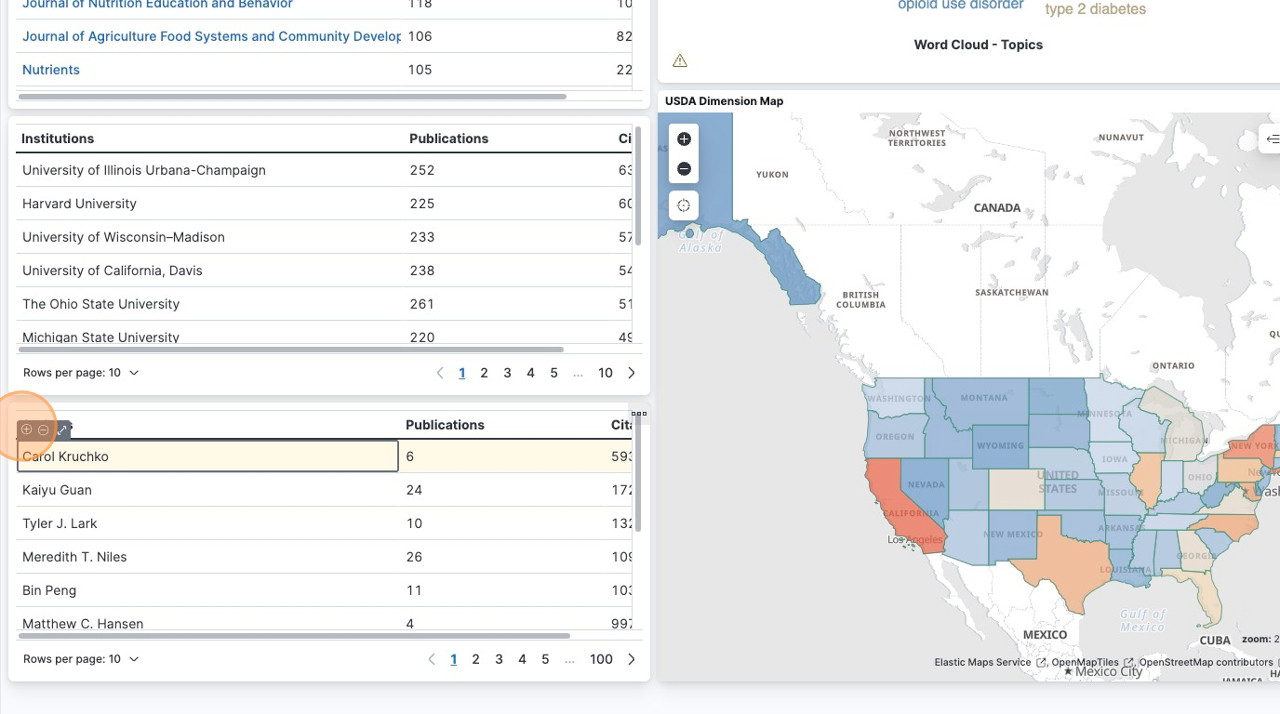 Journal of Nutrition Education and Behavior 118 10
Journal of Agriculture Food Systems and Community Develop 106 82
Nutrients 105 22
Institutions Publications Ci
University of Illinois Urbana-Champaign 252 63
Harvard University 225 60
University of Wisconsin–Madison 233 57
University of California, Davis 238 54
The Ohio State University 261 51
Michigan State University 220 49
Rows per page: 10 1 2 3 4 5 ... 10
Publications Cita
Carol Kruchko 6 593
Kaiyu Guan 24 172
Tyler J. Lark 10 132
Meredith T. Niles 26 109
Bin Peng 11 103
Matthew C. Hansen 4 997
Rows per page: 10 1 2 3 4 5 ... 100
opioid use disorder type 2 diabetes
Word Cloud - Topics
USDA Dimension Map
NORTHWEST
TERRITORIES
NUNAVUT
YUKON
CANADA
Gulf of
Alaska
BRITISH
COLUMBIA
SASKATCHEWAN
QU
ONTARIO
WASHINGTON
MONTANA
MINNESOTA
OREGON
WYOMING
MICHIGAN
NEW YORK
IOWA
UNITED
STATES
OHIO
New
NEVADA
MISSOURI
Wash
CALIFORNIA
ARKANSAS
NEW MEXICO
Los Angeles
GEORGIA
LOUISIANA
Gulf of
Mexico
MEXICO
CUBA
zoom: 2
Elastic Maps Service , OpenMapTiles , OpenStreetMap contributors
Mexico City
JAMAICA
HA